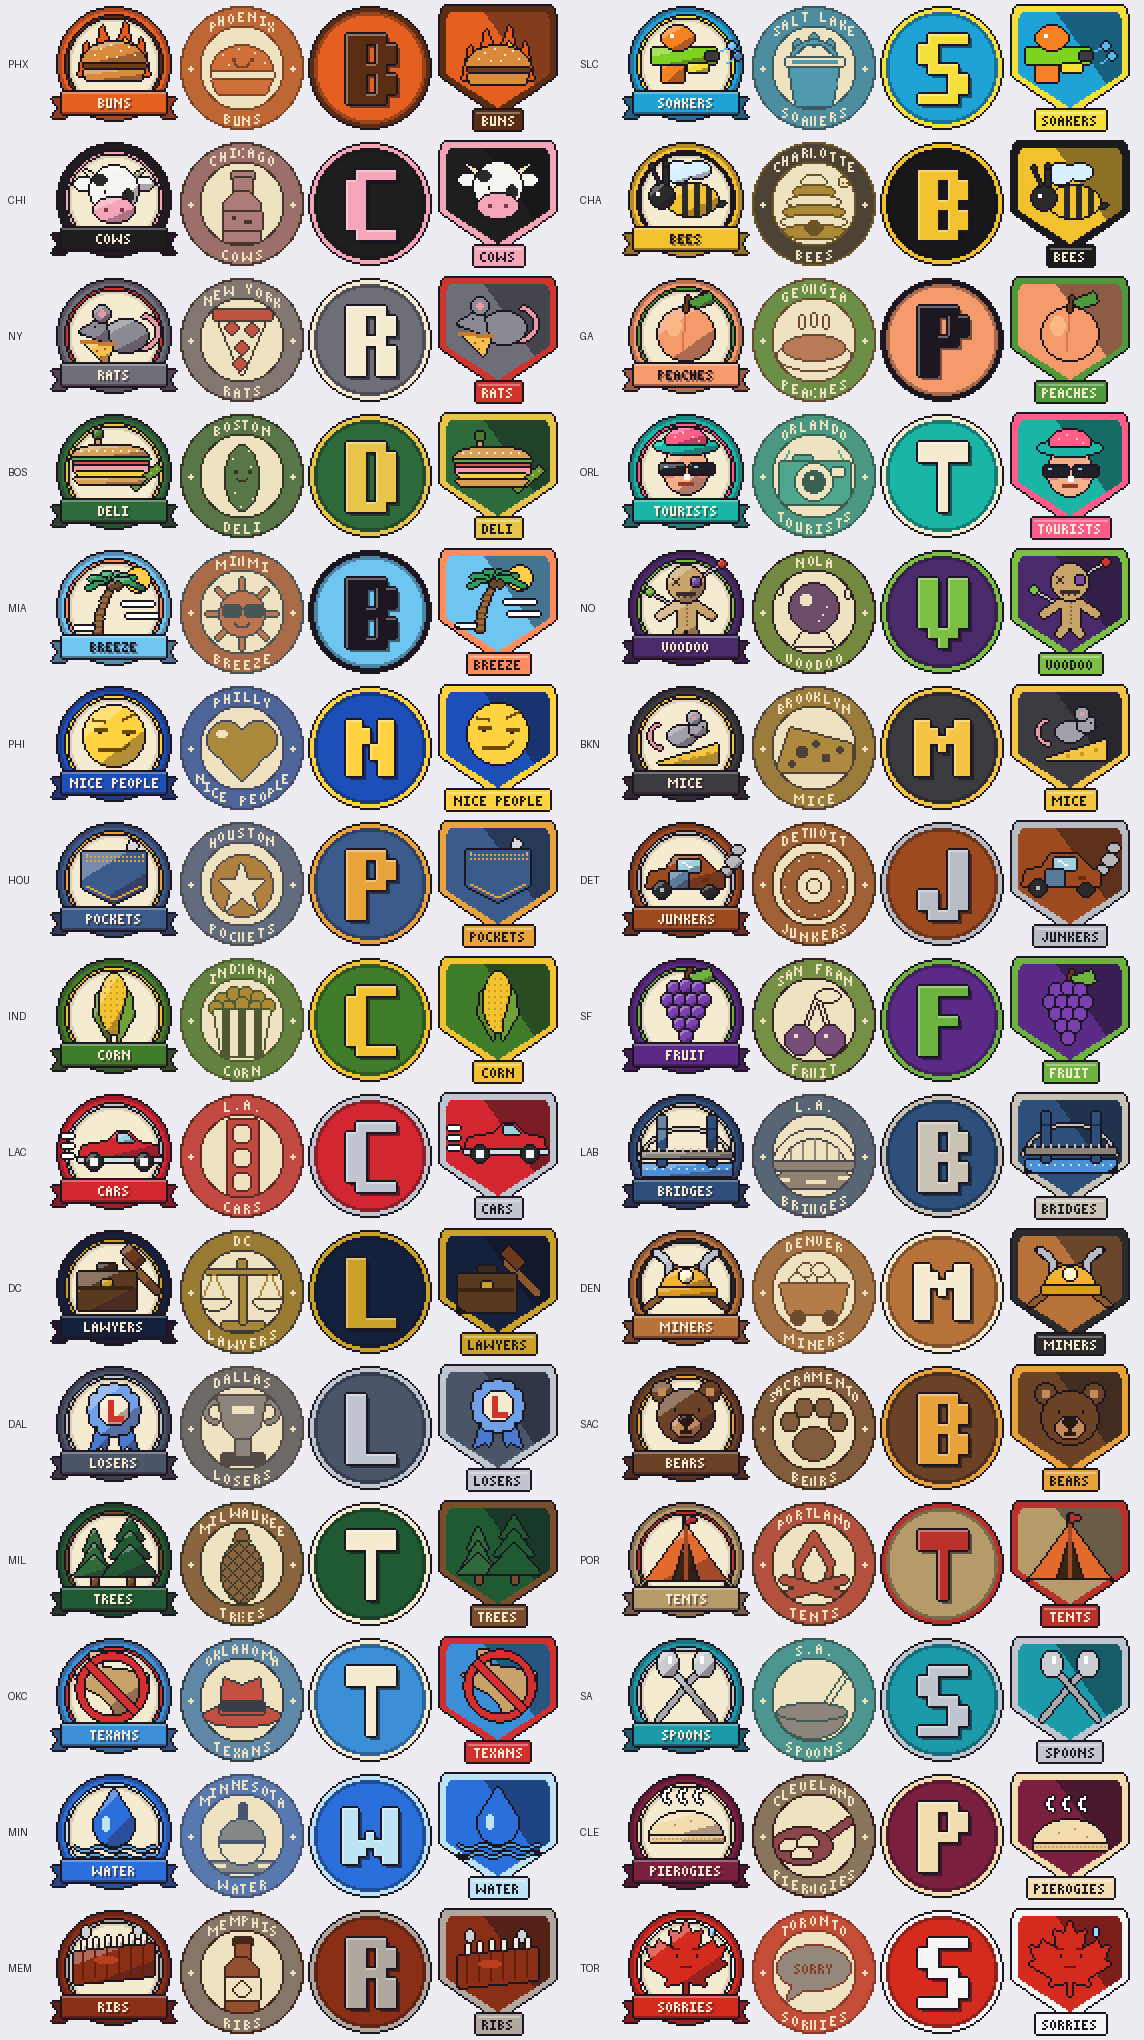 PHX BUNS PHOENIX BUNS B BUNS
SLC SOAKERS SALT LAKE SOAKERS S SOAKERS
CHI COWS CHICAGO COWS C COWS
CHA BEES CHARLOTTE BEES B BEES
NY RATS NEW YORK RATS R RATS
GA PEACHES GEORGIA PEACHES P PEACHES
BOS DELI BOSTON DELI D DELI
ORL TOURISTS ORLANDO TOURISTS T TOURISTS
MIA BREEZE MIAMI BREEZE B BREEZE
NO VOODOO NOLA VOODOO V VOODOO
PHI NICE PEOPLE PHILLY NICE PEOPLE N NICE PEOPLE
BKN MICE BROOKLYN MICE M MICE
HOU POCKETS HOUSTON POCKETS P POCKETS
DET JUNKERS DETROIT JUNKERS J JUNKERS
IND CORN INDIANA CORN C CORN
SF FRUIT SAN FRAN FRUIT F FRUIT
LAC CARS L.A. CARS C CARS
LAB BRIDGES L.A. BRIDGES B BRIDGES
DC LAWYERS DC LAWYERS L LAWYERS
DEN MINERS DENVER MINERS M MINERS
DAL L LOSERS DALLAS LOSERS L L LOSERS
SAC BEARS SACRAMENTO BEARS B BEARS
MIL TREES MILWAUKEE TREES T TREES
POR TENTS PORTLAND TENTS T TENTS
OKC TEXANS OKLAHOMA TEXANS T TEXANS
SA SPOONS S.A. SPOONS S SPOONS
MIN WATER MINNESOTA WATER W WATER
CLE PIEROGIES CLEVELAND PIEROGIES P PIEROGIES
MEM RIBS MEMPHIS RIBS R RIBS
TOR SORRIES TORONTO SORRY SORRIES S SORRIES